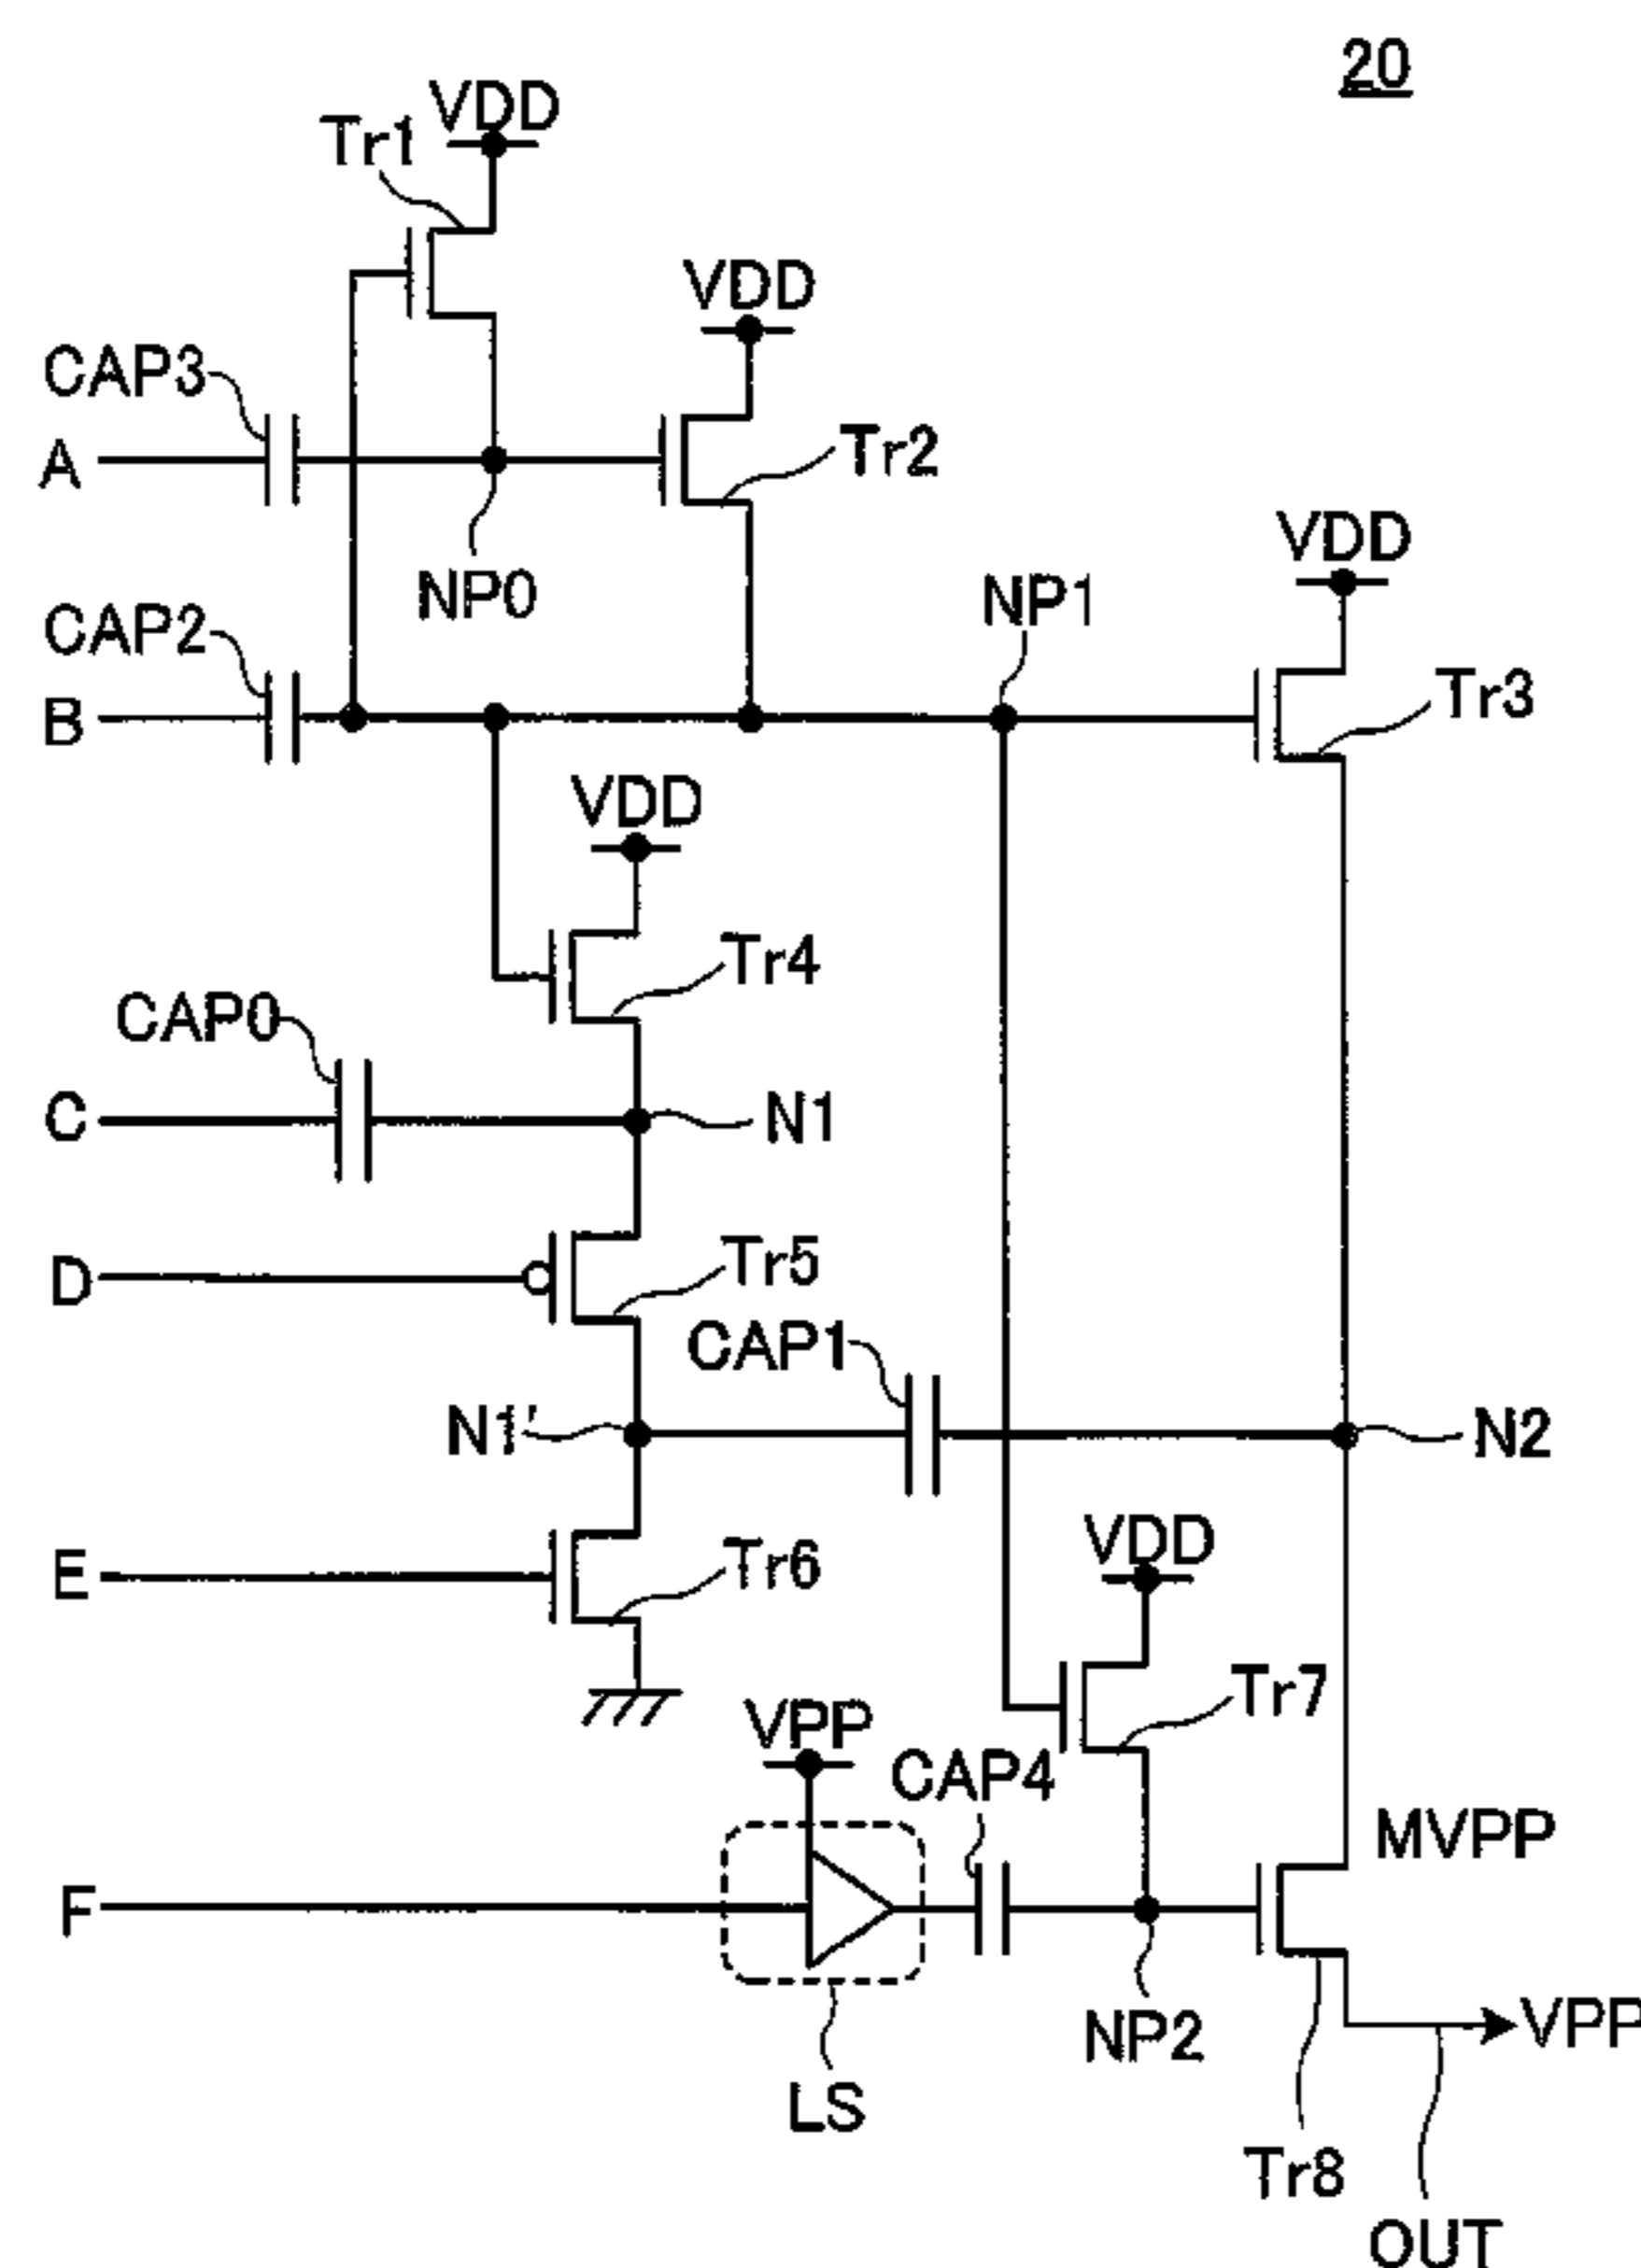 20
VDD
Tr1
VDD
CAP3
A
Tr2
VDD
NP0
NP1
CAP2
B
Tr3
VDD
Tr4
CAP0
C
N1
D
Tr5
CAP1
N1'
N2
VDD
E
Tr6
Tr7
VPP
CAP4
MVPP
F
VPP
NP2
LS
Tr8
OUT